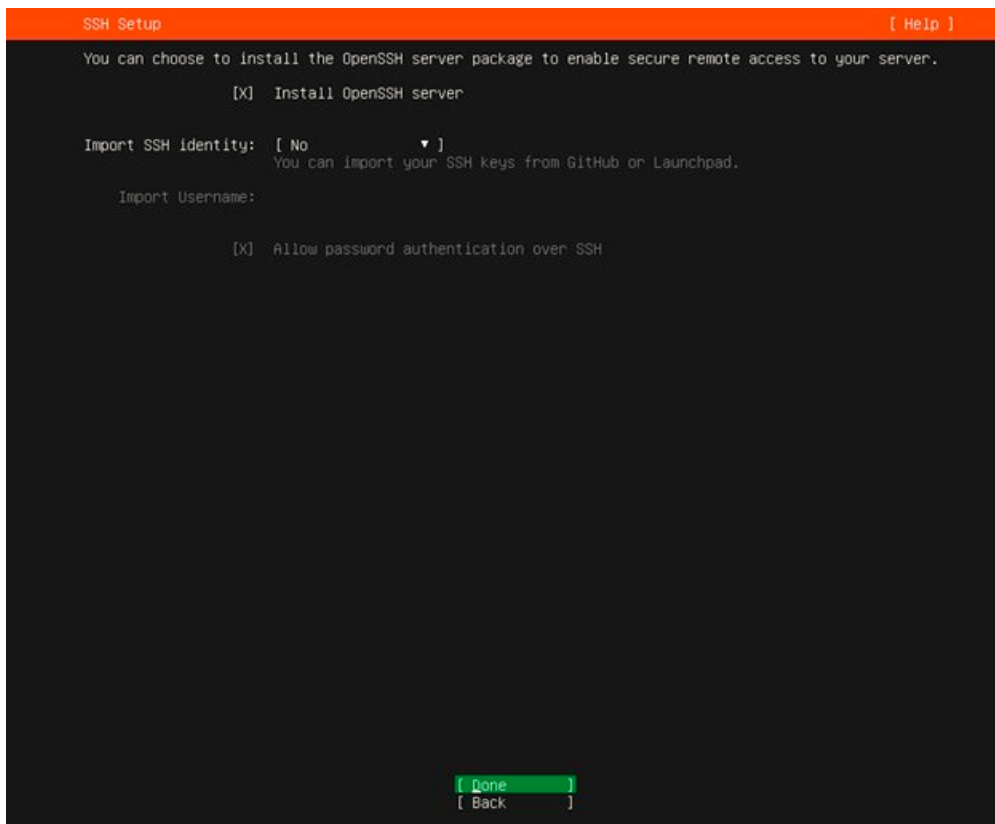 SSH Setup [ Help ]
You can choose to install the OpenSSH server package to enable secure remote access to your server.
[X] Install OpenSSH server
Import SSH identity: [ No ▾ ]
You can import your SSH keys from GitHub or Launchpad.
Import Username:
[X] Allow password authentication over SSH
[ Done ]
[ Back ]